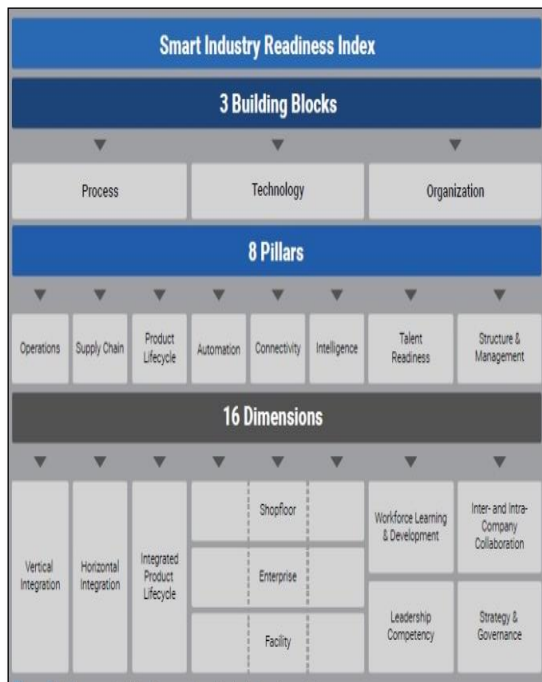 Smart Industry Readiness Index
3 Building Blocks
Process
Technology
Organization
8 Pillars
Operations
Supply Chain
Product
Lifecycle
Automation
Connectivity
Intelligence
Talent
Readiness
Structure &
Management
16 Dimensions
Vertical
Integration
Horizontal
Integration
Integrated
Product
Lifecycle
Shopfloor
Enterprise
Facility
Workforce Learning
& Development
Leadership
Competency
Inter- and Intra-
Company
Collaboration
Strategy &
Governance